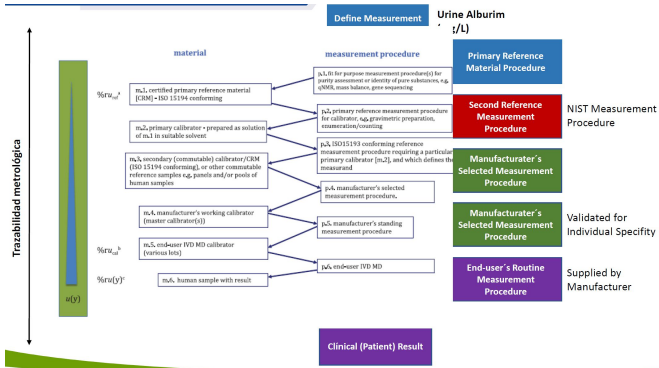 Define Measurement
Urine Alburim
g/L)
material
measurement procedure
Primary Reference
Material Procedure
p.1, fit for purpose measurement procedure(s) for
purity assessment or identity of pure substances, e.g.
qNMR, mass balance, gene sequencing
%ru_cal^a
m.1, certified primary reference material
[CRM] - ISO 15194 conforming
p.2, primary reference measurement procedure
for calibrator, e.g. gravimetric preparation,
enumeration/counting
Second Reference
Measurement
Procedure
NIST Measurement
Procedure
m.2, primary calibrator - prepared as solution
of m.1 in suitable solvent
p.3, ISO15193 conforming reference
measurement procedure requiring a particular
primary calibrator [m.2], and which defines the
measurand
m.3, secondary (commutable) calibrator/CRM
(ISO 15194 conforming), or other commutable
reference samples e.g. panels and/or pools of
human samples
Manufacturater´s
Selected Measurement
Procedure
p.4. manufacturer's selected
measurement procedure.
m.4. manufacturer's working calibrator
(master calibrator(s))
p.5. manufacturer's standing
measurement procedure
Manufacturater´s
Selected Measurement
Procedure
Validated for
Individual Specifity
%ru_cal^b
m.5. end-user IVD MD calibrator
(various lots)
p.6. end-user IVD MD
%ru(y)^c
m.6. human sample with result
End-user´s Routine
Measurement
Procedure
Supplied by
Manufacturer
u(y)
Trazabilidad metrológica
Clinical (Patient) Result